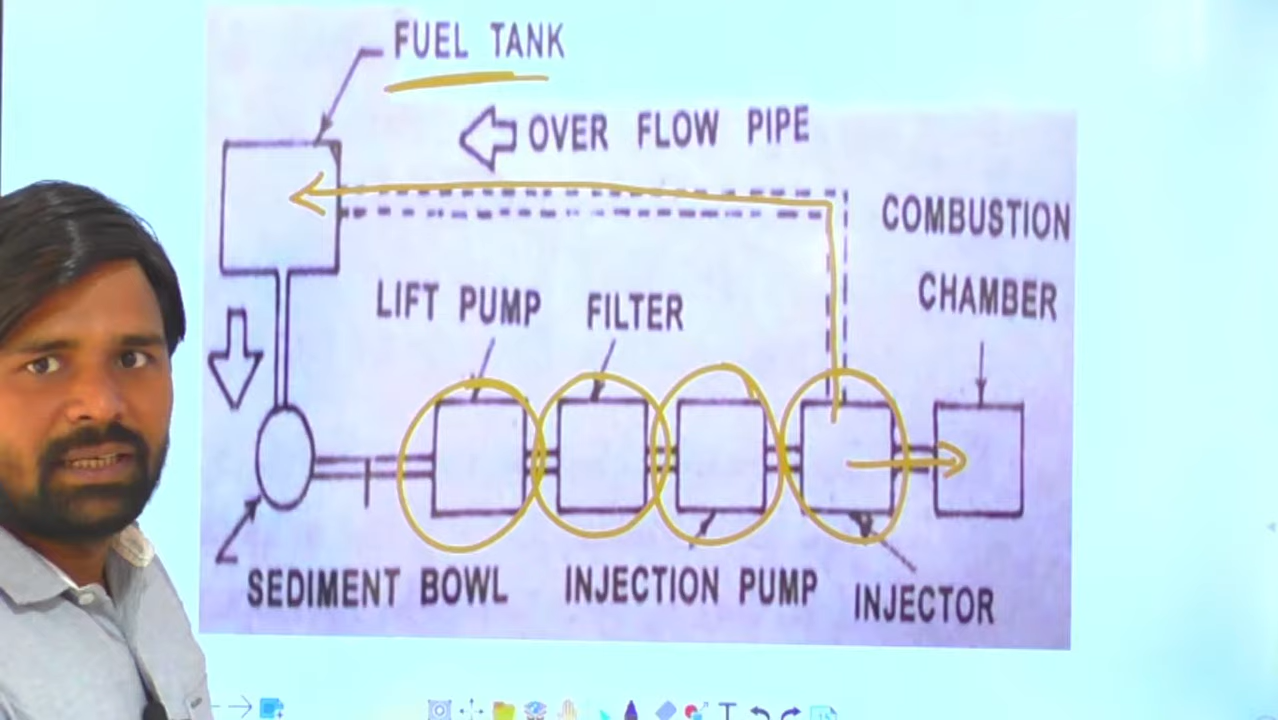 FUEL TANK
OVER FLOW PIPE
COMBUSTION
CHAMBER
LIFT PUMP
FILTER
SEDIMENT BOWL
INJECTION PUMP
INJECTOR
T